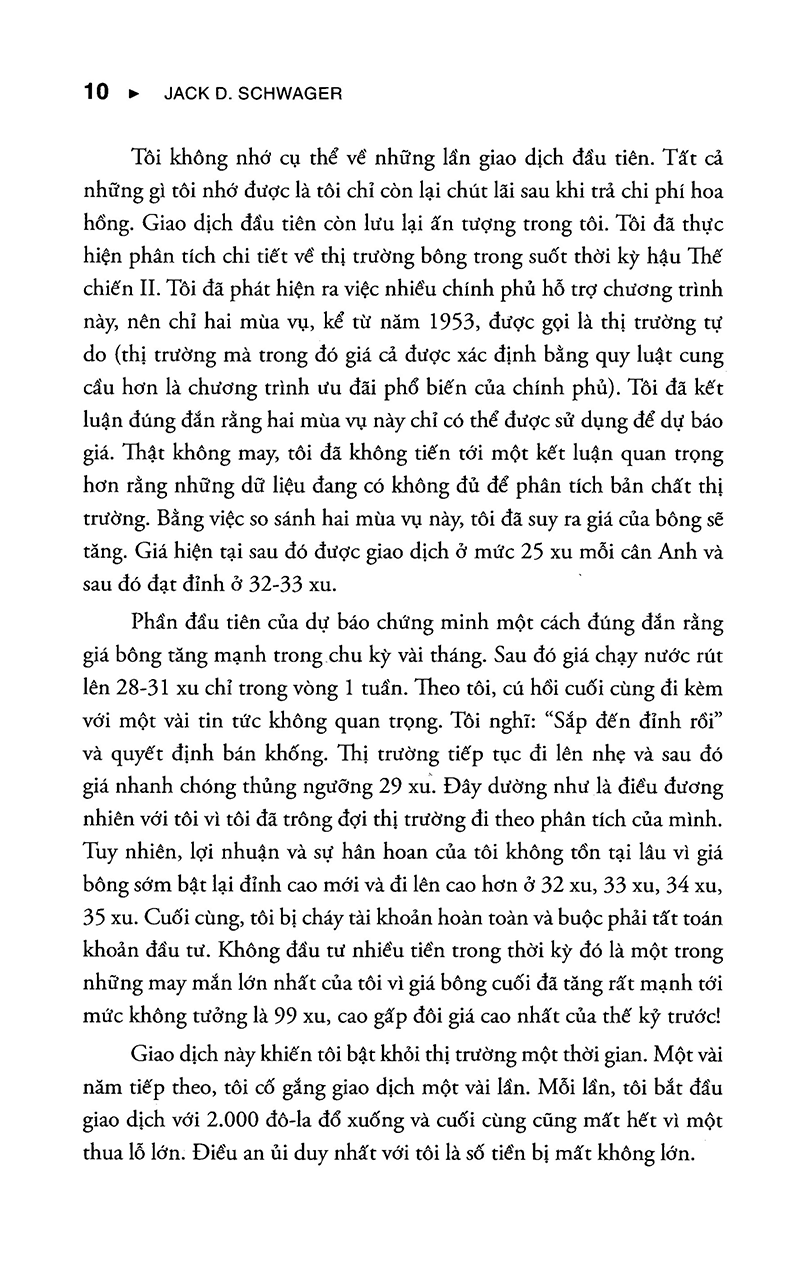 10 ► JACK D. SCHWAGER
Tôi không nhớ cụ thể về những lần giao dịch đầu tiên. Tất cả
những gì tôi nhớ được là tôi chỉ còn lại chút lãi sau khi trả chi phí hoa
hồng. Giao dịch đầu tiên còn lưu lại ấn tượng trong tôi. Tôi đã thực
hiện phân tích chi tiết về thị trường bông trong suốt thời kỳ hậu Thế
chiến II. Tôi đã phát hiện ra việc nhiều chính phủ hỗ trợ chương trình
này, nên chỉ hai mùa vụ, kể từ năm 1953, được gọi là thị trường tự
do (thị trường mà trong đó giá cả được xác định bằng quy luật cung
cầu hơn là chương trình ưu đãi phổ biến của chính phủ). Tôi đã kết
luận đúng đắn rằng hai mùa vụ này chỉ có thể được sử dụng để dự báo
giá. Thật không may, tôi đã không tiến tới một kết luận quan trọng
hơn rằng những dữ liệu đang có không đủ để phân tích bản chất thị
trường. Bằng việc so sánh hai mùa vụ này, tôi đã suy ra giá của bông sẽ
tăng. Giá hiện tại sau đó được giao dịch ở mức 25 xu mỗi cân Anh và
sau đó đạt đỉnh ở 32-33 xu.
Phần đầu tiên của dự báo chứng minh một cách đúng đắn rằng
giá bông tăng mạnh trong chu kỳ vài tháng. Sau đó giá chạy nước rút
lên 28-31 xu chỉ trong vòng 1 tuần. Theo tôi, cú hồi cuối cùng đi kèm
với một vài tin tức không quan trọng. Tôi nghĩ: “Sắp đến đỉnh rồi”
và quyết định bán khống. Thị trường tiếp tục đi lên nhẹ và sau đó
giá nhanh chóng thủng ngưỡng 29 xu. Đây dường như là điều đương
nhiên với tôi vì tôi đã trông đợi thị trường đi theo phân tích của mình.
Tuy nhiên, lợi nhuận và sự hân hoan của tôi không tồn tại lâu vì giá
bông sớm bật lại đỉnh cao mới và đi lên cao hơn ở 32 xu, 33 xu, 34 xu,
35 xu. Cuối cùng, tôi bị cháy tài khoản hoàn toàn và buộc phải tất toán
khoản đầu tư. Không đầu tư nhiều tiền trong thời kỳ đó là một trong
những may mắn lớn nhất của tôi vì giá bông cuối đã tăng rất mạnh tới
mức không tưởng là 99 xu, cao gấp đôi giá cao nhất của thế kỷ trước!
Giao dịch này khiến tôi bật khỏi thị trường một thời gian. Một vài
năm tiếp theo, tôi cố gắng giao dịch một vài lần. Mỗi lần, tôi bắt đầu
giao dịch với 2.000 đô-la đổ xuống và cuối cùng cũng mất hết vì một
thua lỗ lớn. Điều an ủi duy nhất với tôi là số tiền bị mất không lớn.